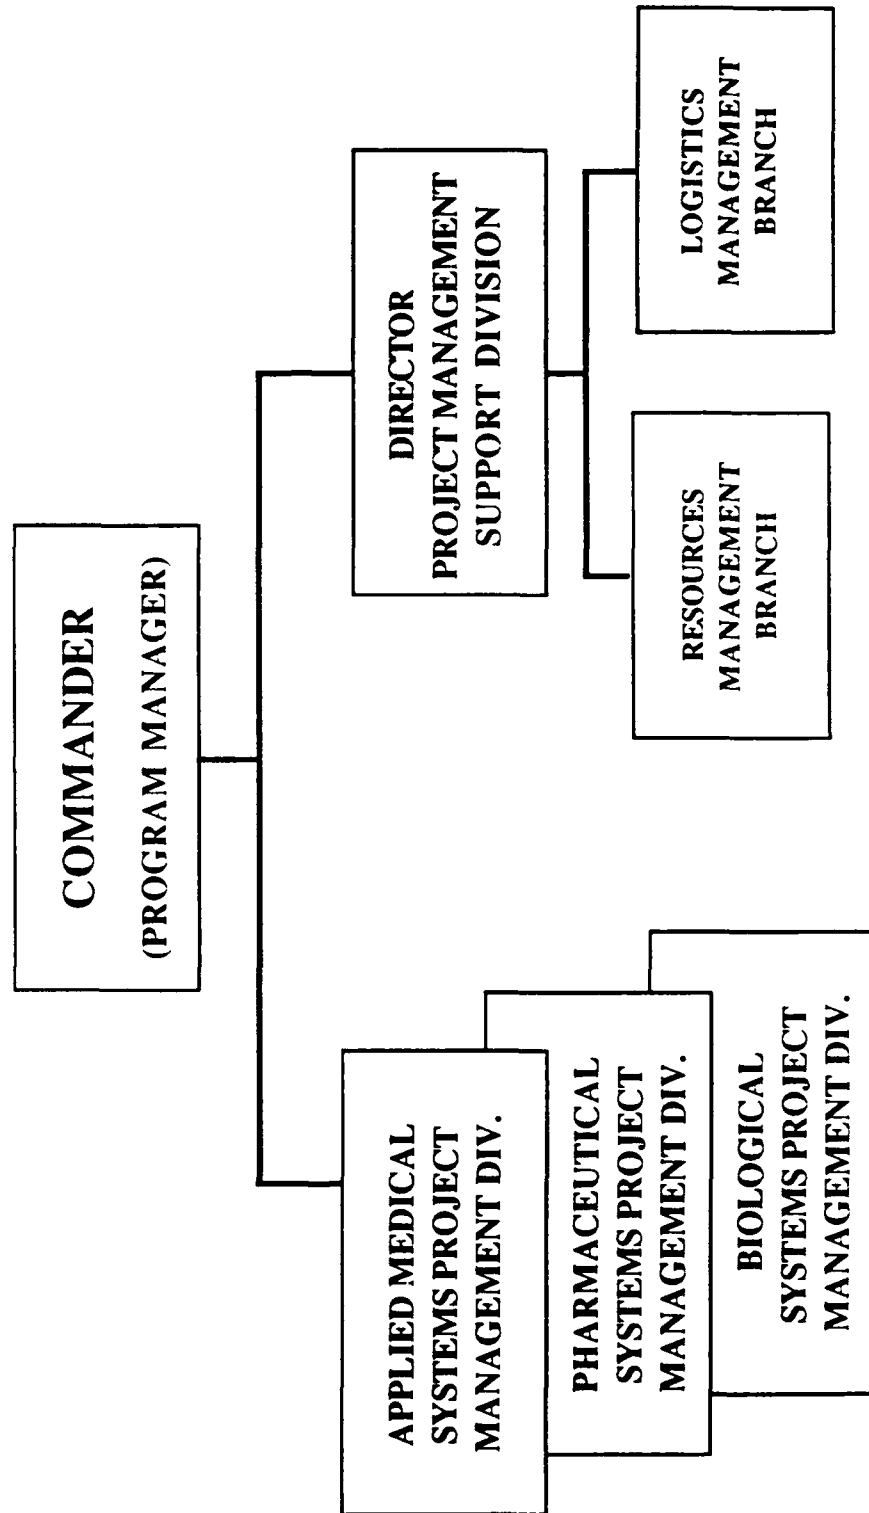 COMMANDER
(PROGRAM MANAGER)
APPLIED MEDICAL
SYSTEMS PROJECT
MANAGEMENT DIV.
PHARMACEUTICAL
SYSTEMS PROJECT
MANAGEMENT DIV.
BIOLOGICAL
SYSTEMS PROJECT
MANAGEMENT DIV.
DIRECTOR
PROJECT MANAGEMENT
SUPPORT DIVISION
RESOURCES
MANAGEMENT
BRANCH
LOGISTICS
MANAGEMENT
BRANCH